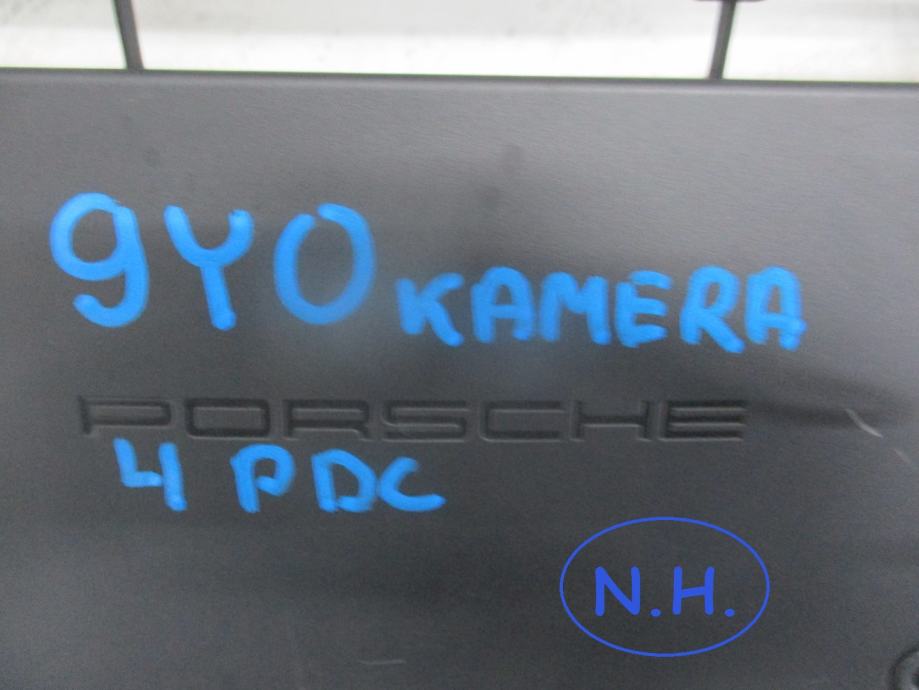 9Y0 KAMERA
PORSCHE
4 PDC
N.H.